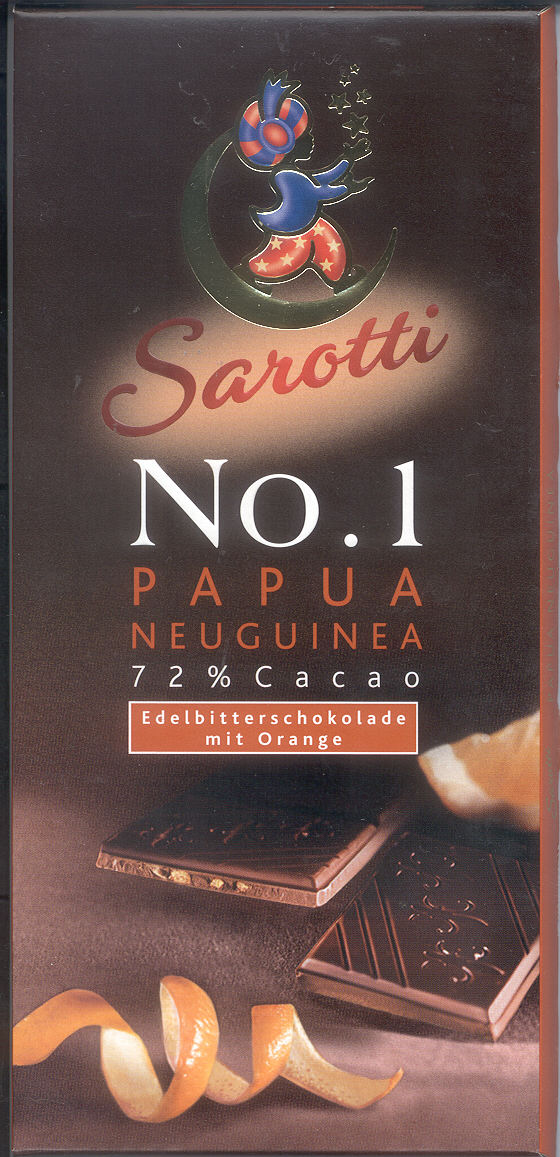 Sarotti
No.1
PAPUA
NEUGUINEA
72% Cacao
Edelbitterschokolade
mit Orange